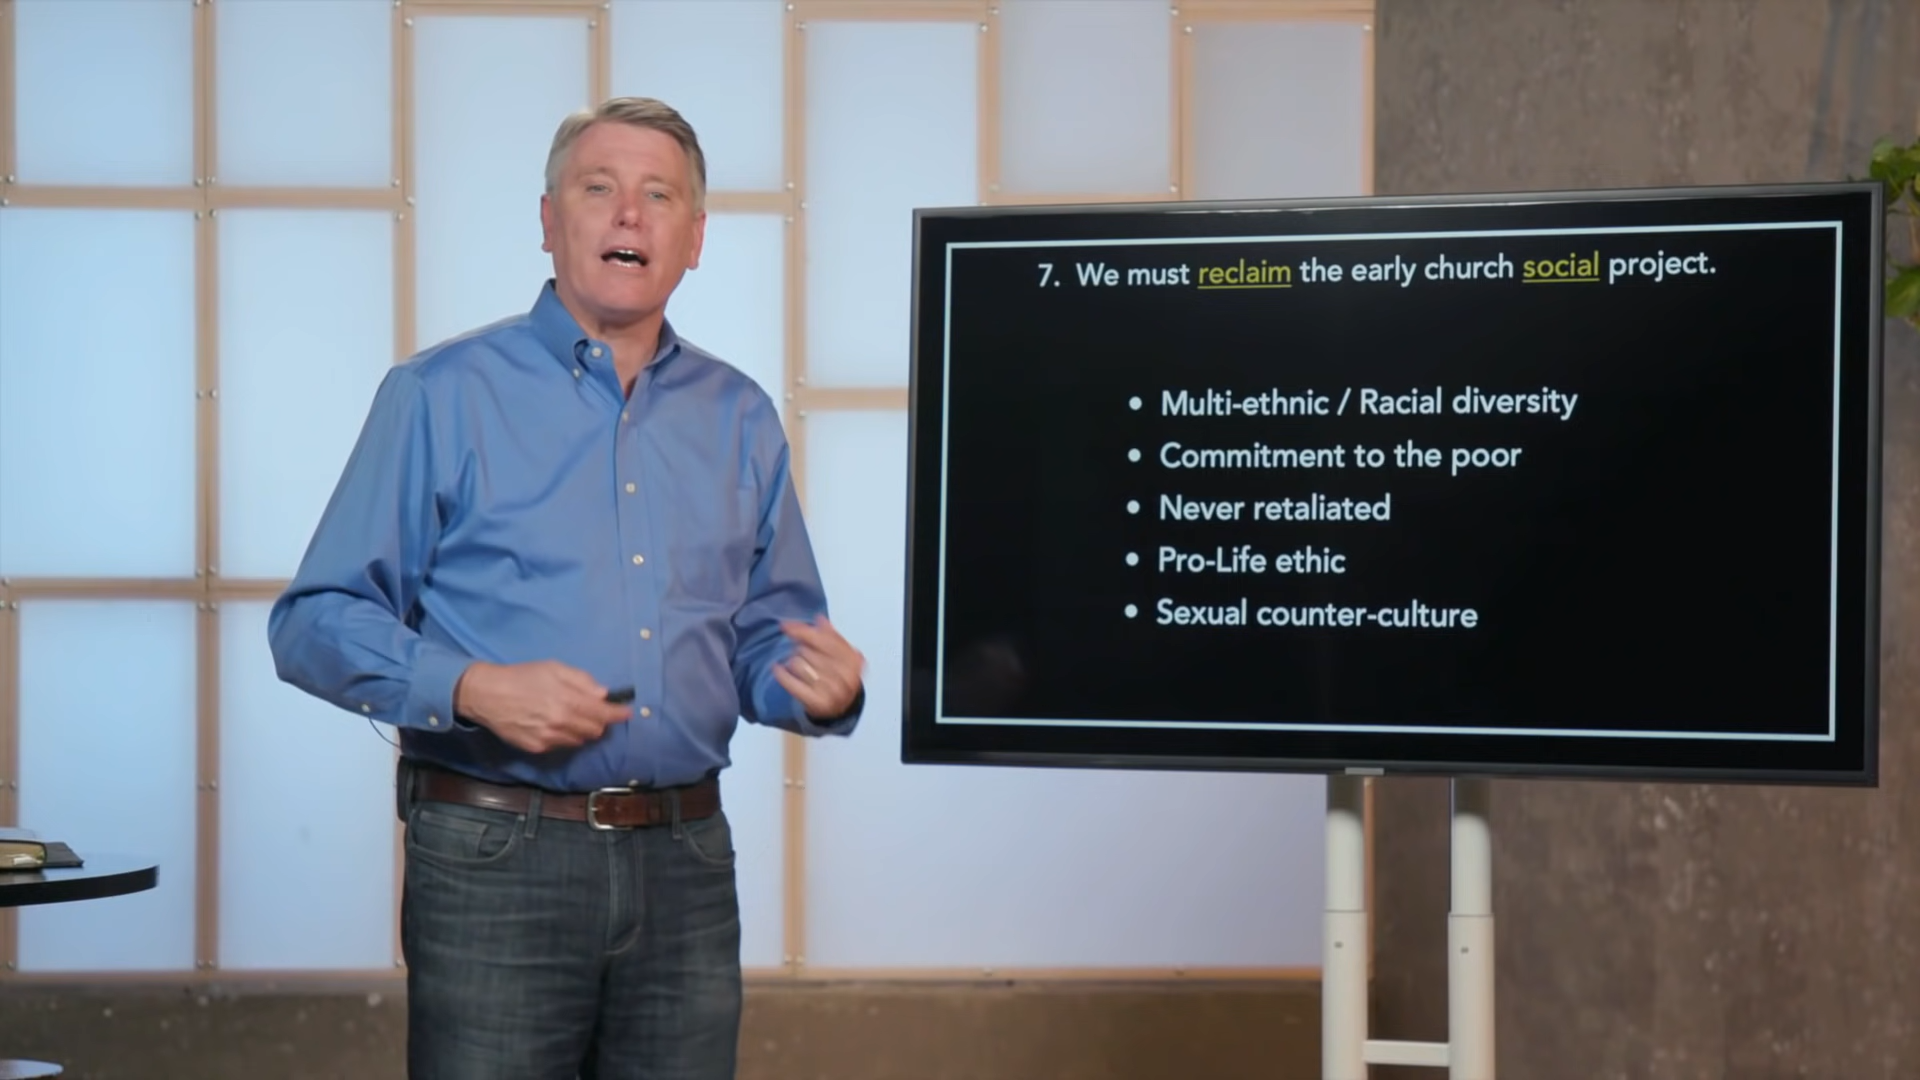 7. We must reclaim the early church social project.
• Multi-ethnic / Racial diversity
• Commitment to the poor
• Never retaliated
• Pro-Life ethic
• Sexual counter-culture